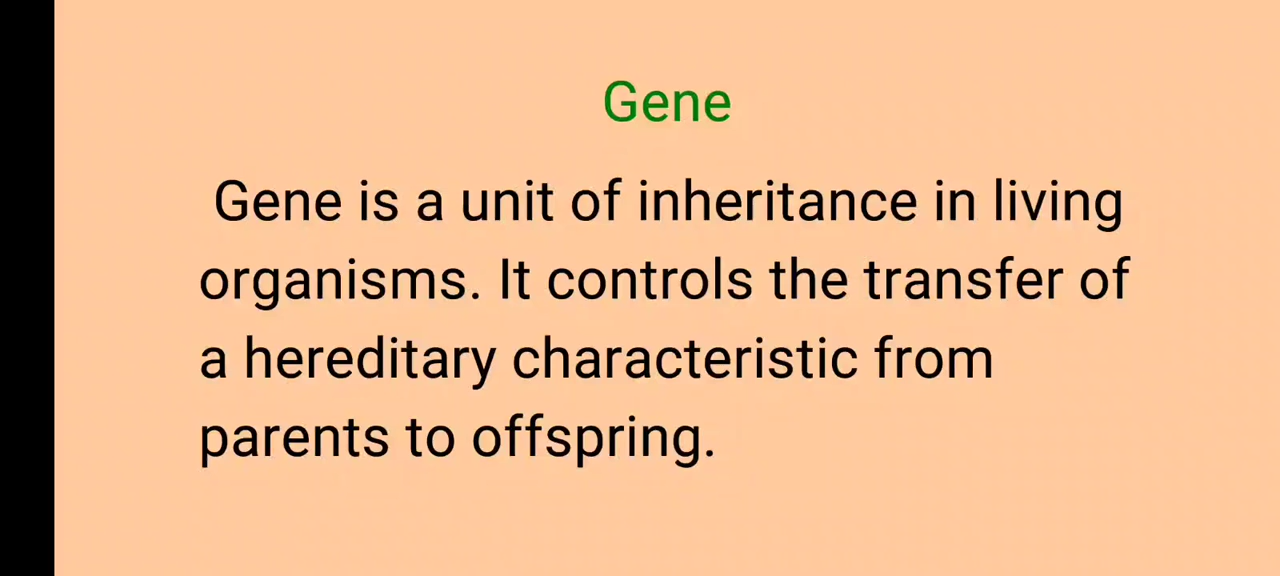 Gene
Gene is a unit of inheritance in living
organisms. It controls the transfer of
a hereditary characteristic from
parents to offspring.